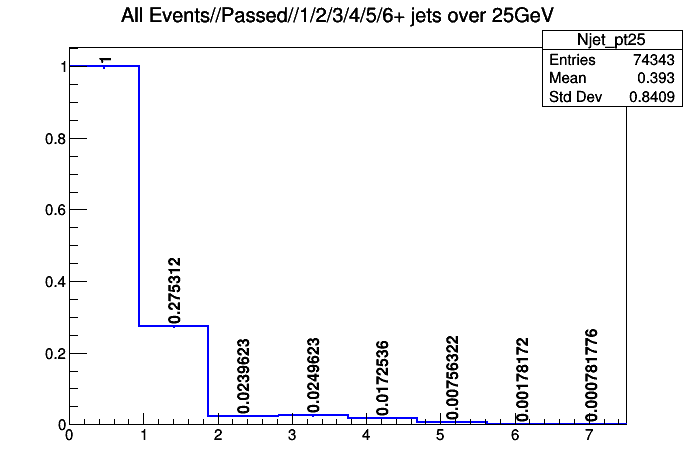 All Events//Passed//1/2/3/4/5/6+ jets over 25GeV
Njet_pt25
Entries 74343
Mean 0.393
Std Dev 0.8409
1
0.8
0.6
0.4
0.2
0
1
0.275312
0.0239623
0.0249623
0.0172536
0.00756322
0.00178172
0.000781776
0 1 2 3 4 5 6 7